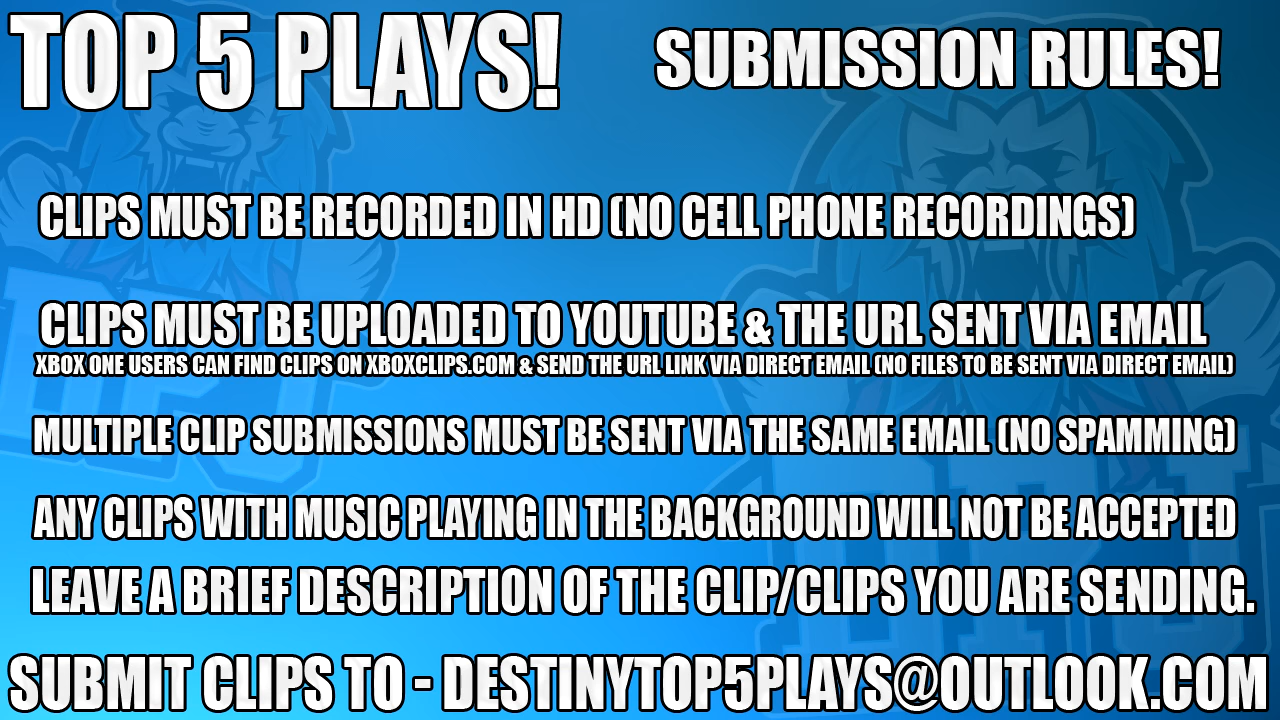 TOP 5 PLAYS!
SUBMISSION RULES!
CLIPS MUST BE RECORDED IN HD (NO CELL PHONE RECORDINGS)
CLIPS MUST BE UPLOADED TO YOUTUBE & THE URL SENT VIA EMAIL
XBOX ONE USERS CAN FIND CLIPS ON XBOXCLIPS.COM & SEND THE URL LINK VIA DIRECT EMAIL (NO FILES TO BE SENT VIA DIRECT EMAIL)
MULTIPLE CLIP SUBMISSIONS MUST BE SENT VIA THE SAME EMAIL (NO SPAMMING)
ANY CLIPS WITH MUSIC PLAYING IN THE BACKGROUND WILL NOT BE ACCEPTED
LEAVE A BRIEF DESCRIPTION OF THE CLIP/CLIPS YOU ARE SENDING.
SUBMIT CLIPS TO - DESTINYTOP5PLAYS@OUTLOOK.COM